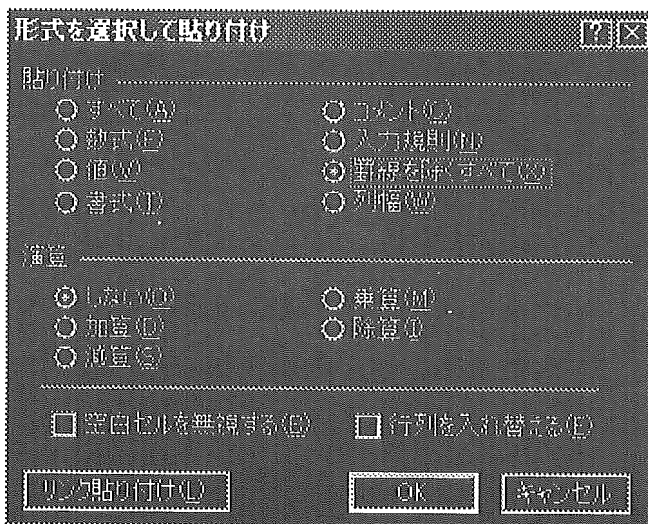 形式を選択して貼り付け
貼り付け
すべて(A) コメント(C)
数式(F) 入力規則(N)
値(V) 罫線を除くすべて(X)
書式(T) 列幅(W)
演算
しない(O) 乗算(M)
加算(D) 除算(I)
減算(S)
空白セルを無視する(B) 行列を入れ替える(E)
リンク貼り付け(L) OK キャンセル